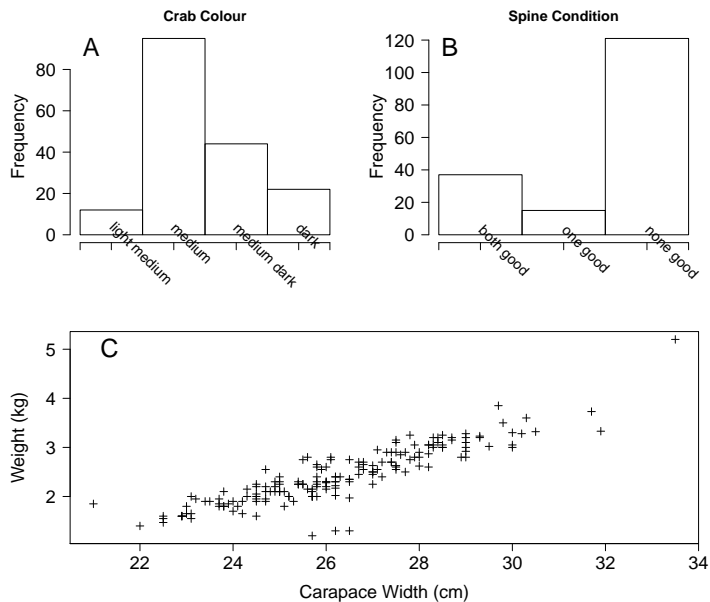 Crab Colour
A
Frequency
80
60
40
20
0
light medium
medium
medium dark
dark
Spine Condition
B
Frequency
120
100
80
60
40
20
0
both good
one good
none good
C
Weight (kg)
5
4
3
2
22
24
26
28
30
32
34
Carapace Width (cm)